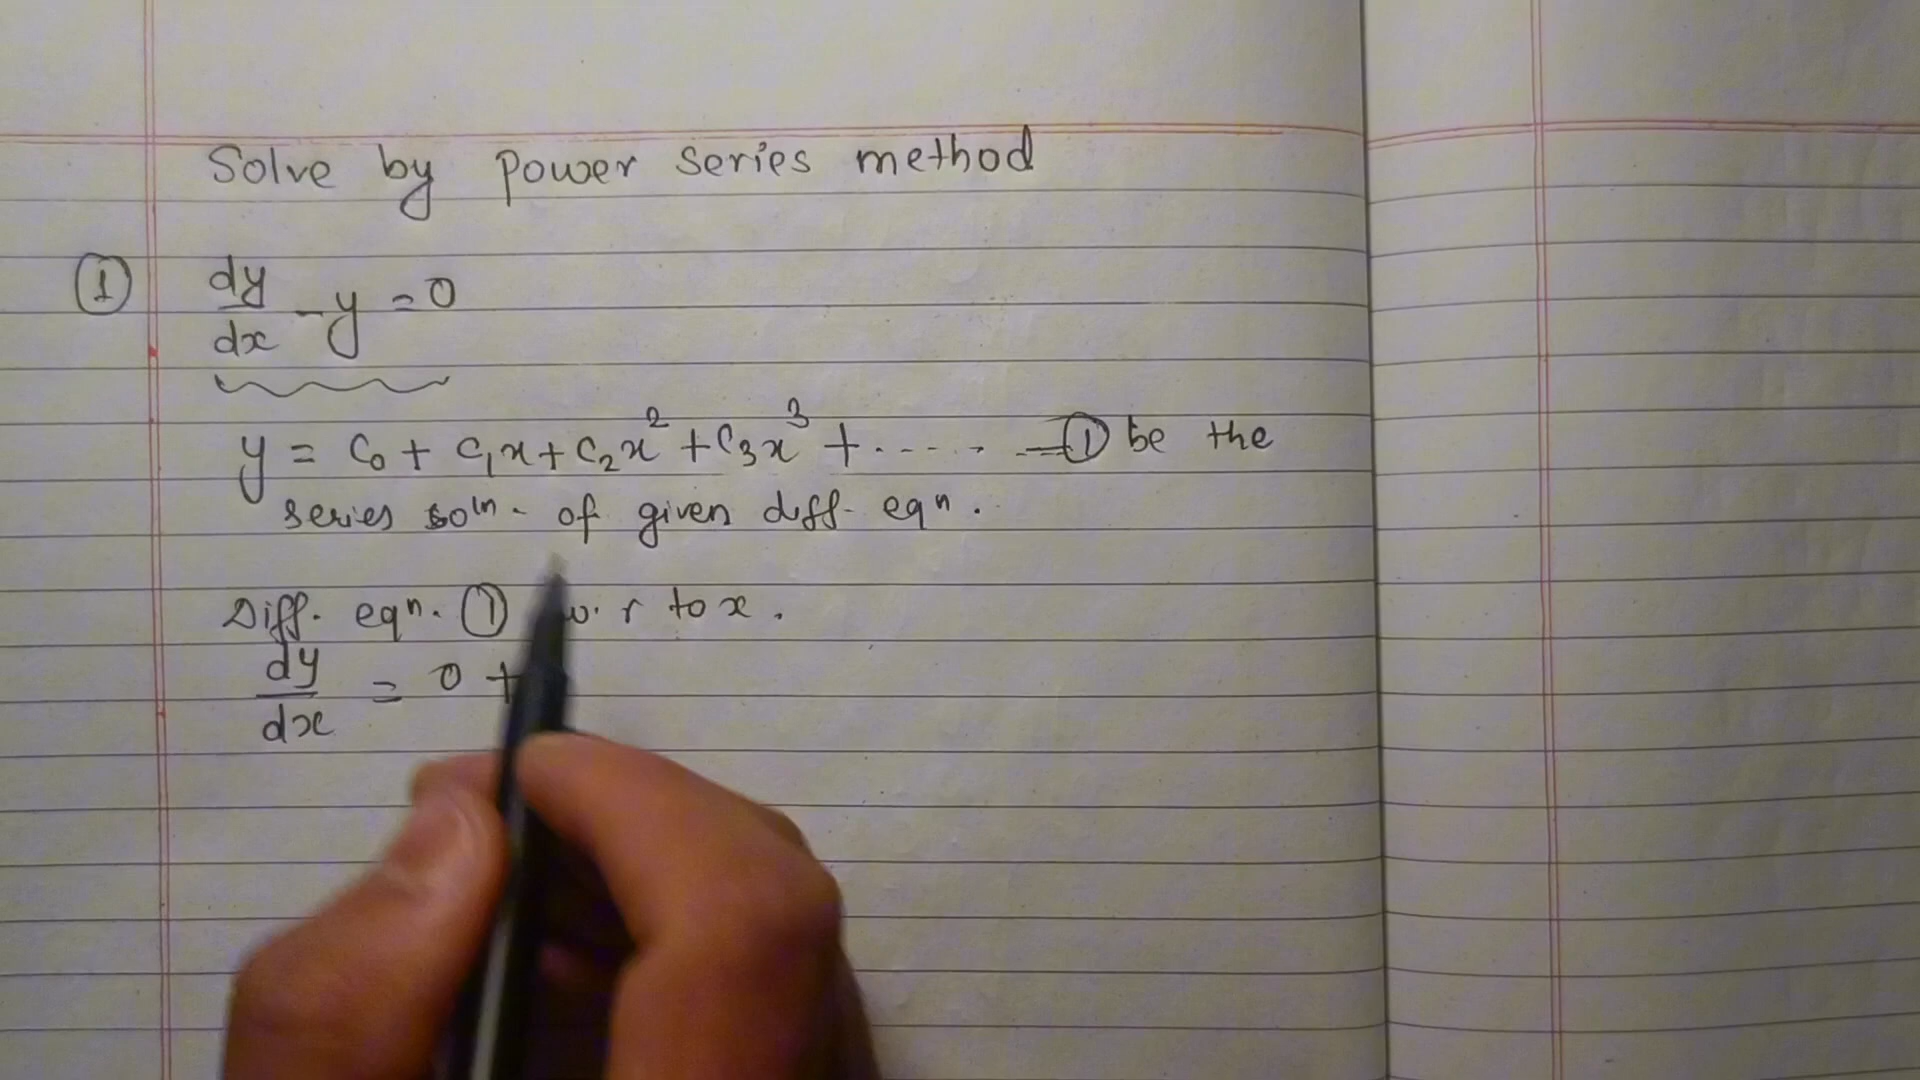 Solve by Power series method
① dy/dx - y = 0
y = c₀ + c₁x + c₂x² + c₃x³ + ..... —① be the
series soln. of given diff. eqⁿ.
Diff. eqⁿ. ① w. r to x.
dy/dx = 0 +